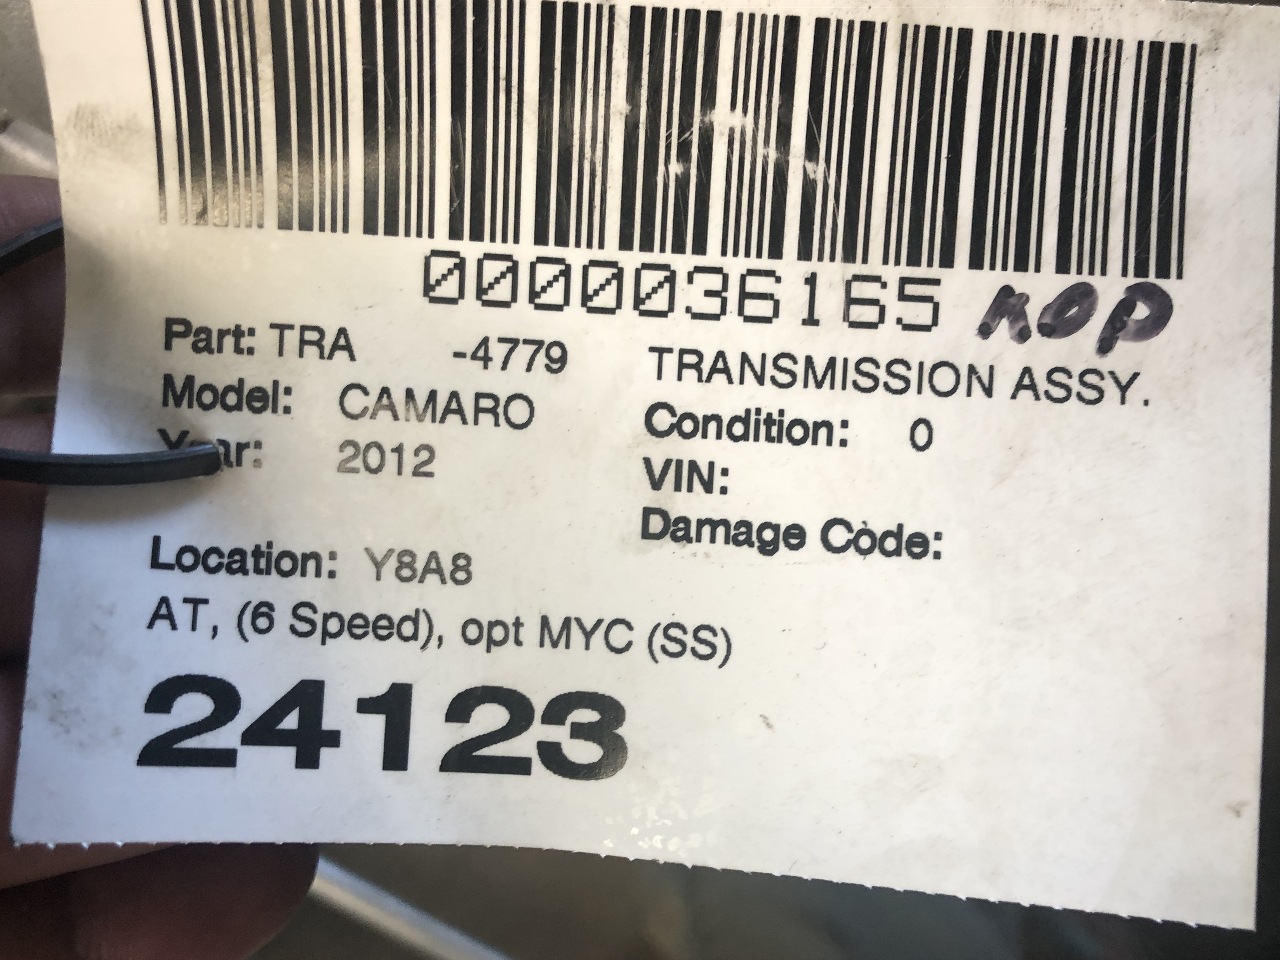 0000036165 KOP
Part: TRA -4779 TRANSMISSION ASSY.
Model: CAMARO Condition: 0
Year: 2012 VIN:
Damage Code:
Location: Y8A8
AT, (6 Speed), opt MYC (SS)
24123